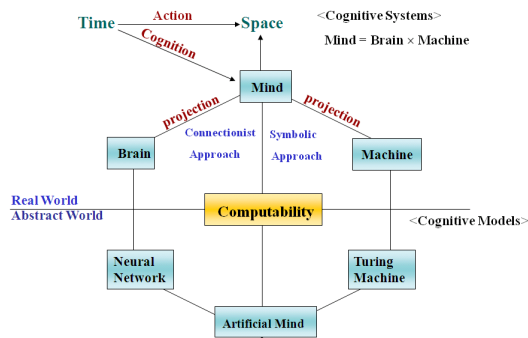 Time
Action
Space
<Cognitive Systems>
Cognition
Mind = Brain × Machine
Mind
projection
projection
Connectionist
Approach
Symbolic
Approach
Brain
Machine
Real World
Abstract World
Computability
<Cognitive Models>
Neural
Network
Turing
Machine
Artificial Mind